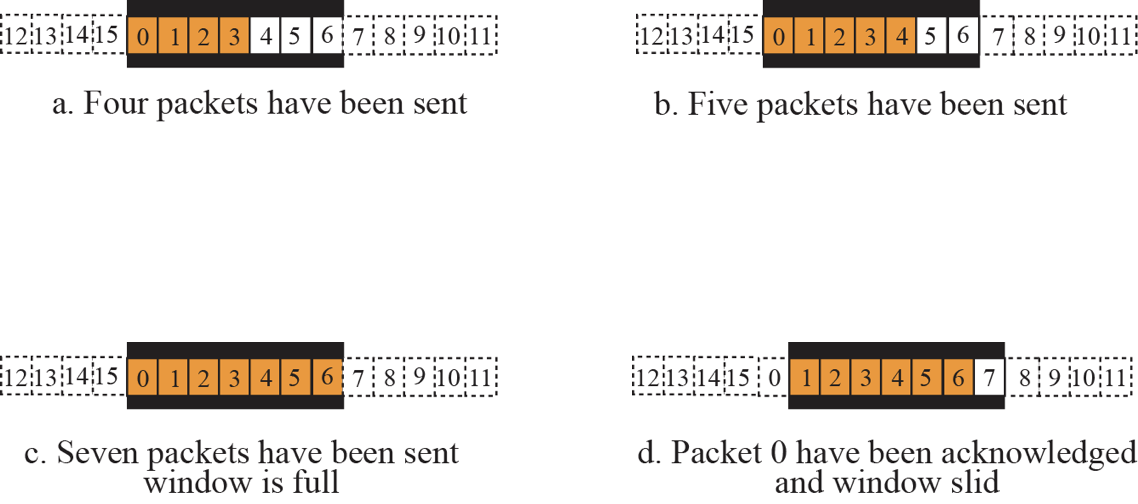 12 13 14 15 0 1 2 3 4 5 6 7 8 9 10 11
a. Four packets have been sent
12 13 14 15 0 1 2 3 4 5 6 7 8 9 10 11
b. Five packets have been sent
12 13 14 15 0 1 2 3 4 5 6 7 8 9 10 11
c. Seven packets have been sent
window is full
12 13 14 15 0 1 2 3 4 5 6 7 8 9 10 11
d. Packet 0 have been acknowledged
and window slid